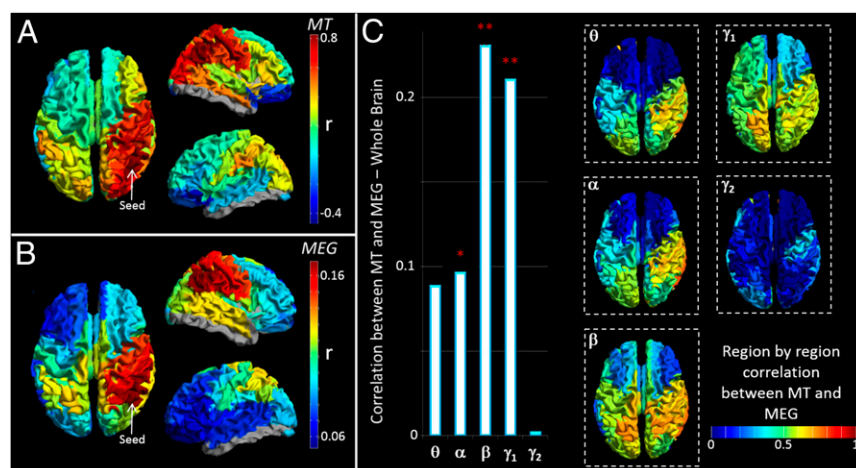 A
MT
0.8
r
-0.4
Seed
B
MEG
0.16
r
0.06
Seed
C
Correlation between MT and MEG – Whole Brain
0.2
0.1
0
**
**
*
θ α β γ₁ γ₂
θ
γ₁
α
γ₂
β
Region by region
correlation
between MT and
MEG
0 0.5 1